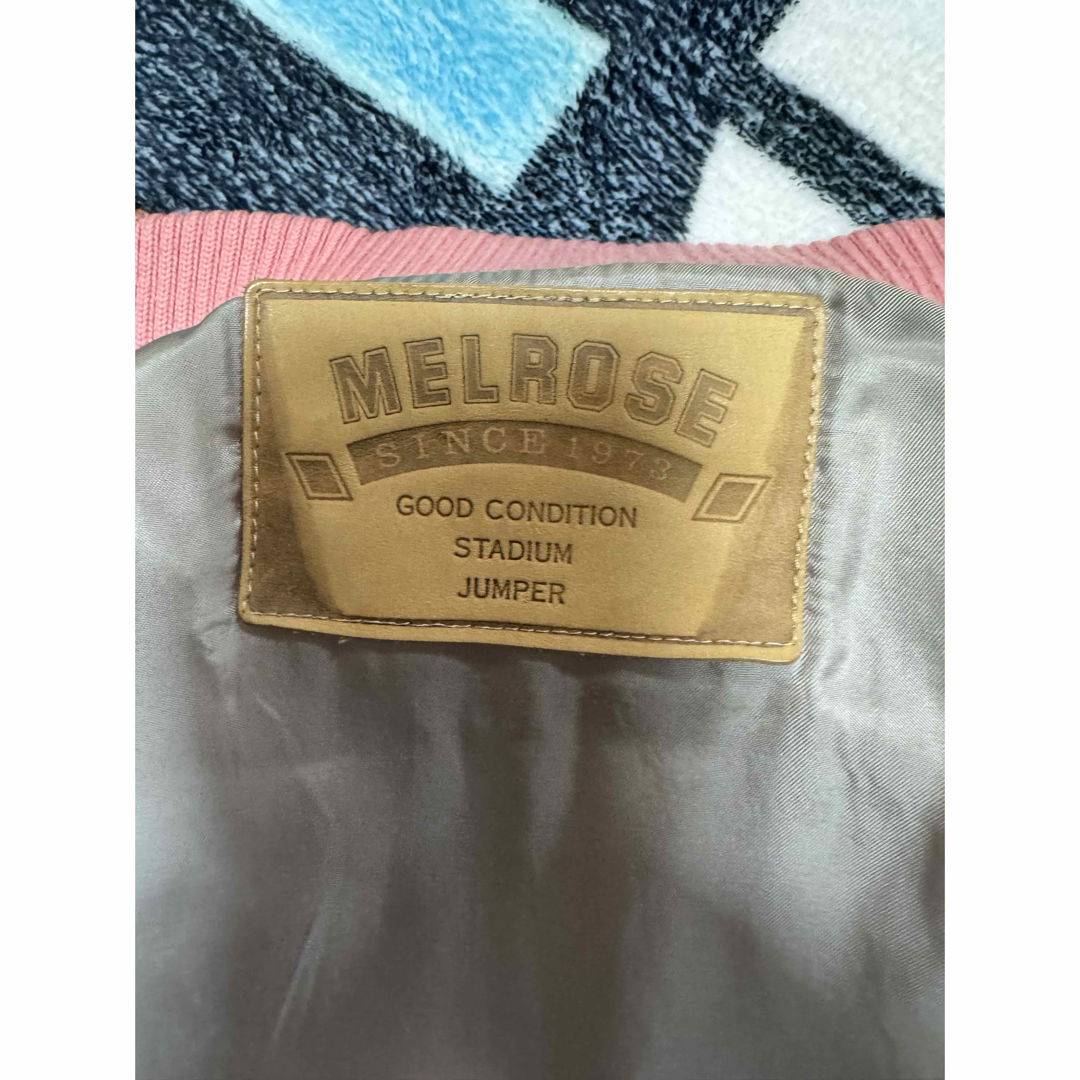 MELROSE
SINCE 1973
GOOD CONDITION
STADIUM
JUMPER